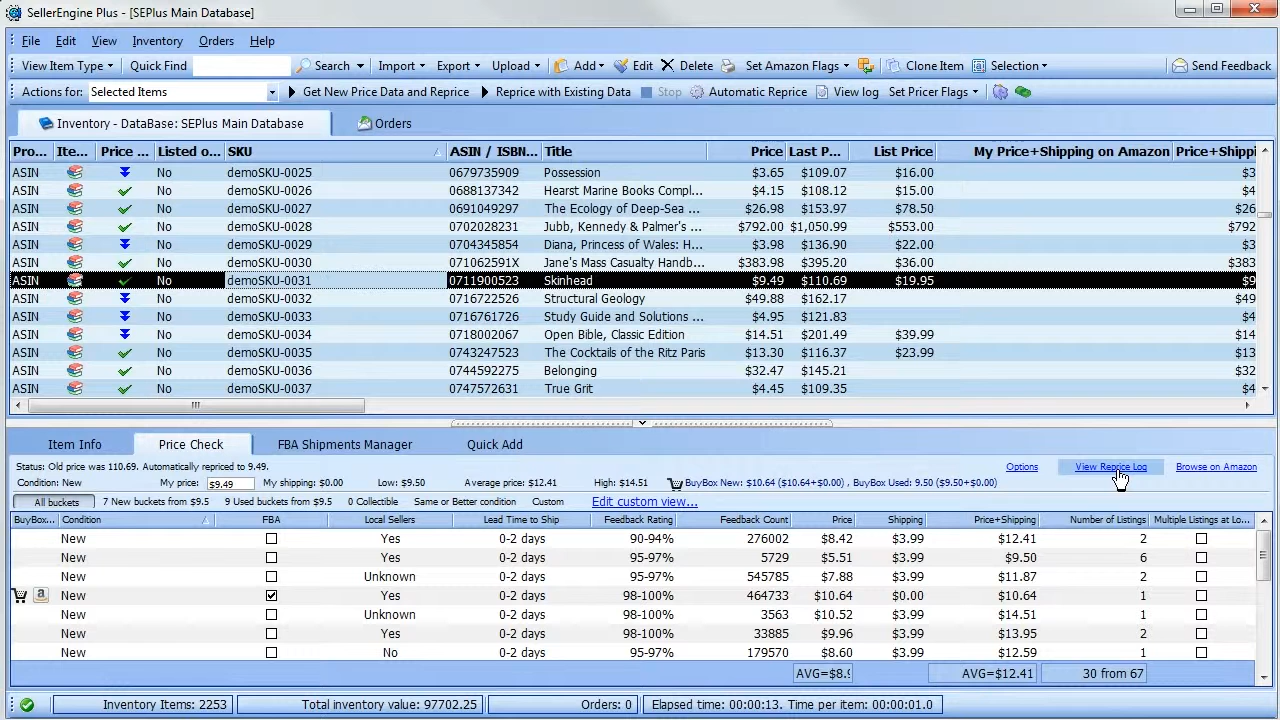 SellerEngine Plus - [SEPlus Main Database]
File Edit View Inventory Orders Help
View Item Type Quick Find Search Import Export Upload Add Edit Delete Set Amazon Flags Clone Item Selection Send Feedback
Actions for: Selected Items Get New Price Data and Reprice Reprice with Existing Data Stop Automatic Reprice View log Set Pricer Flags
Inventory - DataBase: SEPlus Main Database Orders
Pro... Ite... Price ... Listed o... SKU ASIN / ISBN... Title Price Last P... List Price My Price+Shipping on Amazon Price+Shippi
ASIN No demoSKU-0025 0679735909 Possession $3.65 $109.07 $16.00 $3
ASIN No demoSKU-0026 0688137342 Hearst Marine Books Compl... $4.15 $108.12 $15.00 $4
ASIN No demoSKU-0027 0691049297 The Ecology of Deep-Sea ... $26.98 $153.97 $78.50 $26
ASIN No demoSKU-0028 0702028231 Jubb, Kennedy & Palmer's ... $792.00 $1,050.99 $553.00 $792
ASIN No demoSKU-0029 0704345854 Diana, Princess of Wales: H... $3.98 $136.90 $22.00 $3
ASIN No demoSKU-0030 071062591X Jane's Mass Casualty Handb... $383.98 $395.20 $36.00 $383
ASIN No demoSKU-0031 0711900523 Skinhead $9.49 $110.69 $19.95 $9
ASIN No demoSKU-0032 0716722526 Structural Geology $49.88 $162.17 $49
ASIN No demoSKU-0033 0716761726 Study Guide and Solutions ... $4.95 $121.83 $4
ASIN No demoSKU-0034 0718002067 Open Bible, Classic Edition $14.51 $201.49 $39.99 $14
ASIN No demoSKU-0035 0743247523 The Cocktails of the Ritz Paris $13.30 $116.37 $23.99 $13
ASIN No demoSKU-0036 0744592275 Belonging $32.47 $145.21 $32
ASIN No demoSKU-0037 0747572631 True Grit $4.45 $109.35 $4
Item Info Price Check FBA Shipments Manager Quick Add
Status: Old price was 110.69. Automatically repriced to 9.49. Options View Reprice Log Browse on Amazon
Condition: New My price: $9.49 My shipping: $0.00 Low: $9.50 Average price: $12.41 High: $14.51 BuyBox New: $10.64 ($10.64+$0.00) , BuyBox Used: 9.50 ($9.50+$0.00)
All buckets 7 New buckets from $9.5 9 Used buckets from $9.5 0 Collectible Same or Better condition Custom Edit custom view...
BuyBox... Condition FBA Local Sellers Lead Time to Ship Feedback Rating Feedback Count Price Shipping Price+Shipping Number of Listings Multiple Listings at Lo...
New Yes 0-2 days 90-94% 276002 $8.42 $3.99 $12.41 2
New Yes 0-2 days 95-97% 5729 $5.51 $3.99 $9.50 6
New Unknown 0-2 days 95-97% 545785 $7.88 $3.99 $11.87 2
a New Yes 0-2 days 98-100% 464733 $10.64 $0.00 $10.64 1
New Unknown 0-2 days 98-100% 3563 $10.52 $3.99 $14.51 1
New Yes 0-2 days 98-100% 33885 $9.96 $3.99 $13.95 2
New No 0-2 days 95-97% 179570 $8.60 $3.99 $12.59 1
AVG=$8.9 AVG=$12.41 30 from 67
Inventory Items: 2253 Total inventory value: 97702.25 Orders: 0 Elapsed time: 00:00:13. Time per item: 00:00:01.0